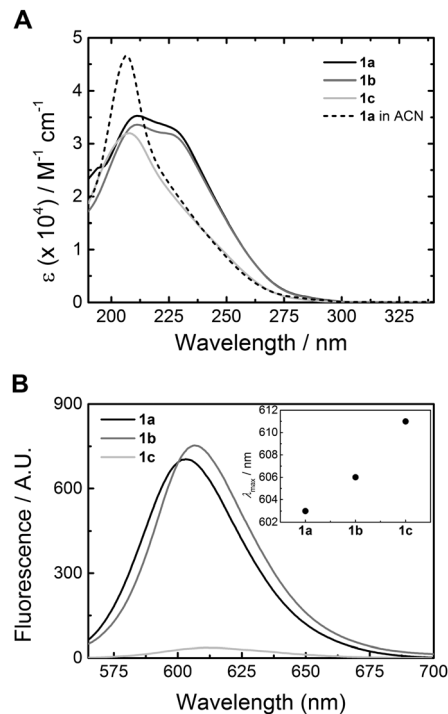 A
ε (x 10⁴) / M⁻¹ cm⁻¹
5
4
3
2
1
0
1a
1b
1c
1a in ACN
200 225 250 275 300 325
Wavelength / nm
B
Fluorescence / A.U.
900
600
300
0
1a
1b
1c
λmax / nm
612
610
608
606
604
602
1a 1b 1c
575 600 625 650 675 700
Wavelength (nm)